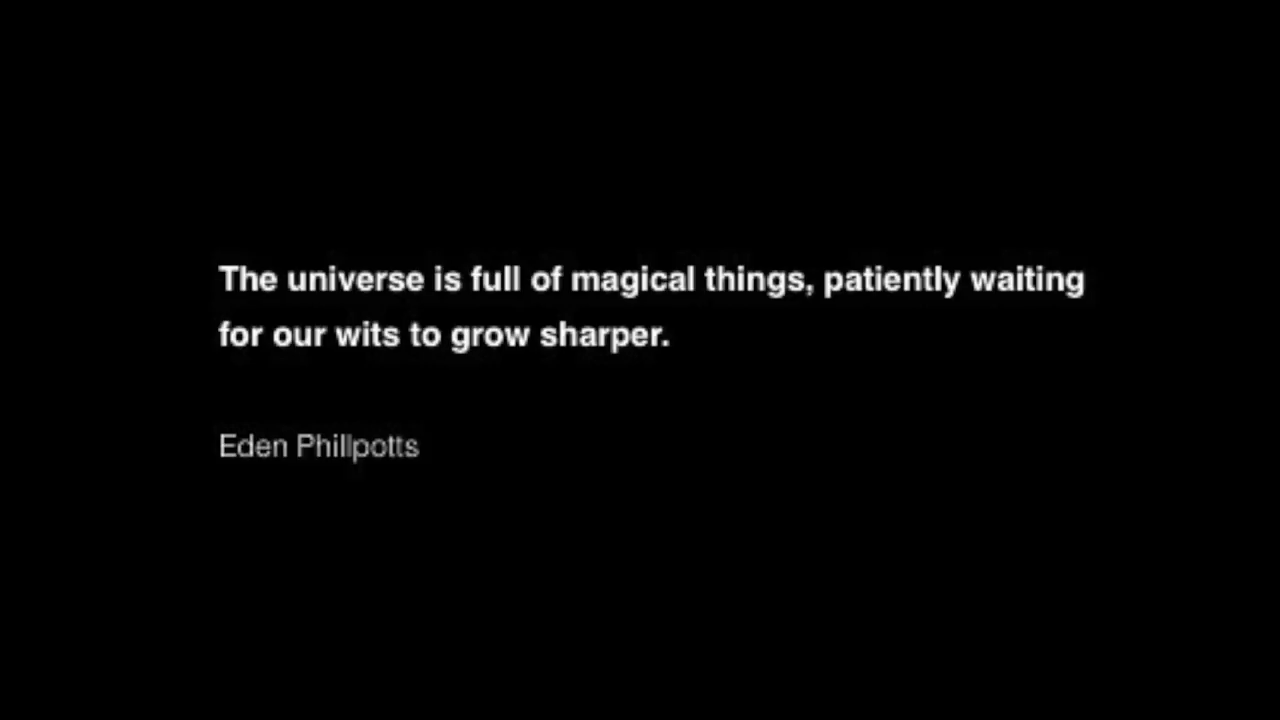 The universe is full of magical things, patiently waiting
for our wits to grow sharper.
Eden Phillpotts